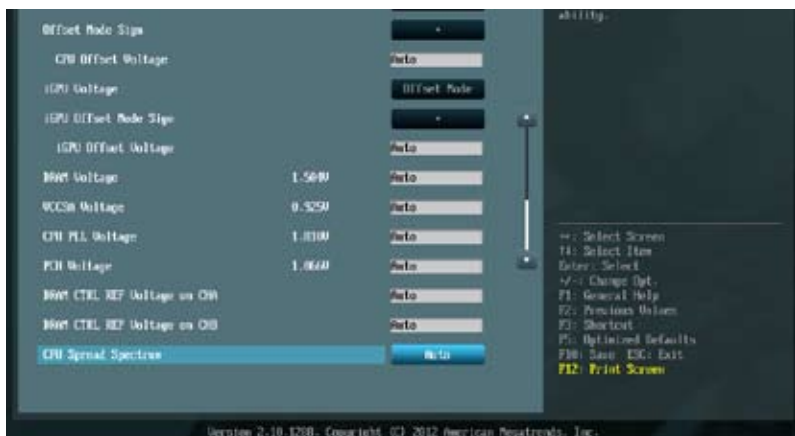 ability.
Offset Mode Sign
+
CPU Offset Voltage
Auto
iGPU Voltage
Offset Mode
iGPU Offset Mode Sign
+
iGPU Offset Voltage
Auto
DRAM Voltage 1.504V Auto
VCCSA Voltage 0.925V Auto
CPU PLL Voltage Auto
PCH Voltage Auto
DRAM CTRL REF Voltage on CHA Auto
DRAM CTRL REF Voltage on CHB Auto
CPU Spread Spectrum Auto
→←: Select Screen
↑↓: Select Item
Enter: Select
+/-: Change Opt.
F1: General Help
F2: Previous Values
F3: Shortcut
F5: Optimized Defaults
F10: Save ESC: Exit
F12: Print Screen
Version 2.10.1208. Copyright (C) 2012 American Megatrends, Inc.